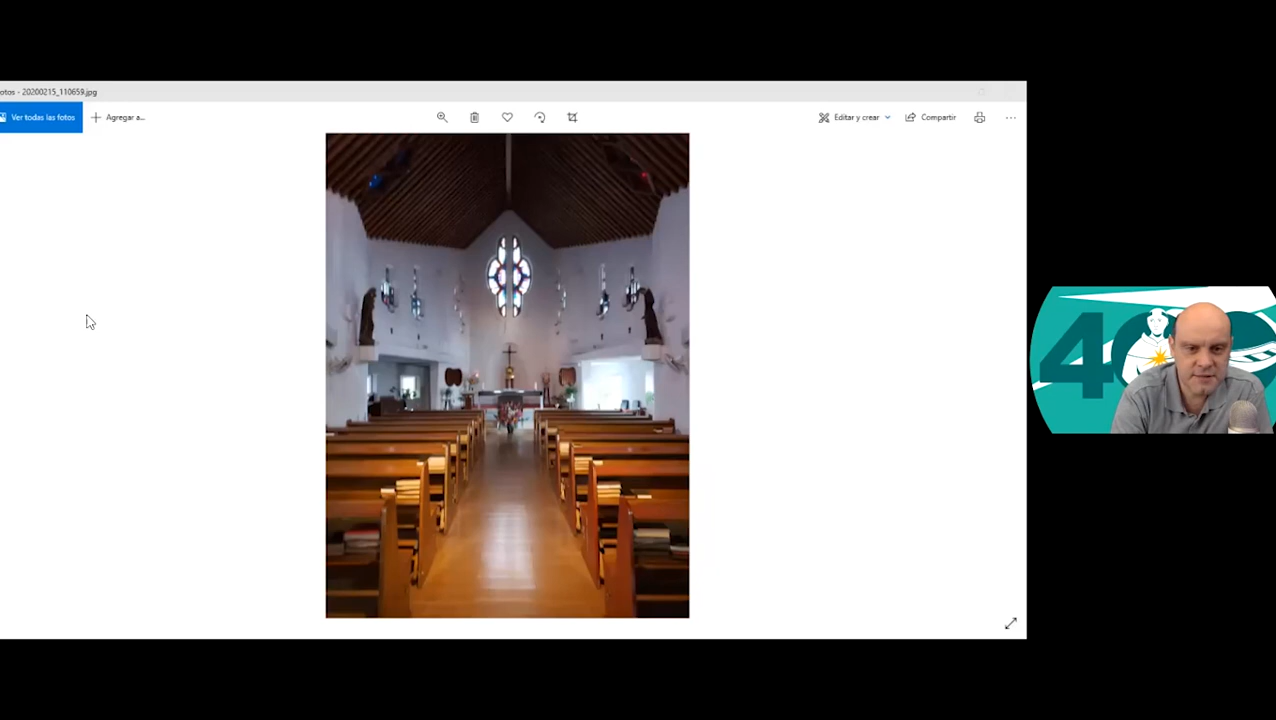 otos - 20200215_110659.jpg
Ver todas las fotos
Agregar a...
Editar y crear
Compartir